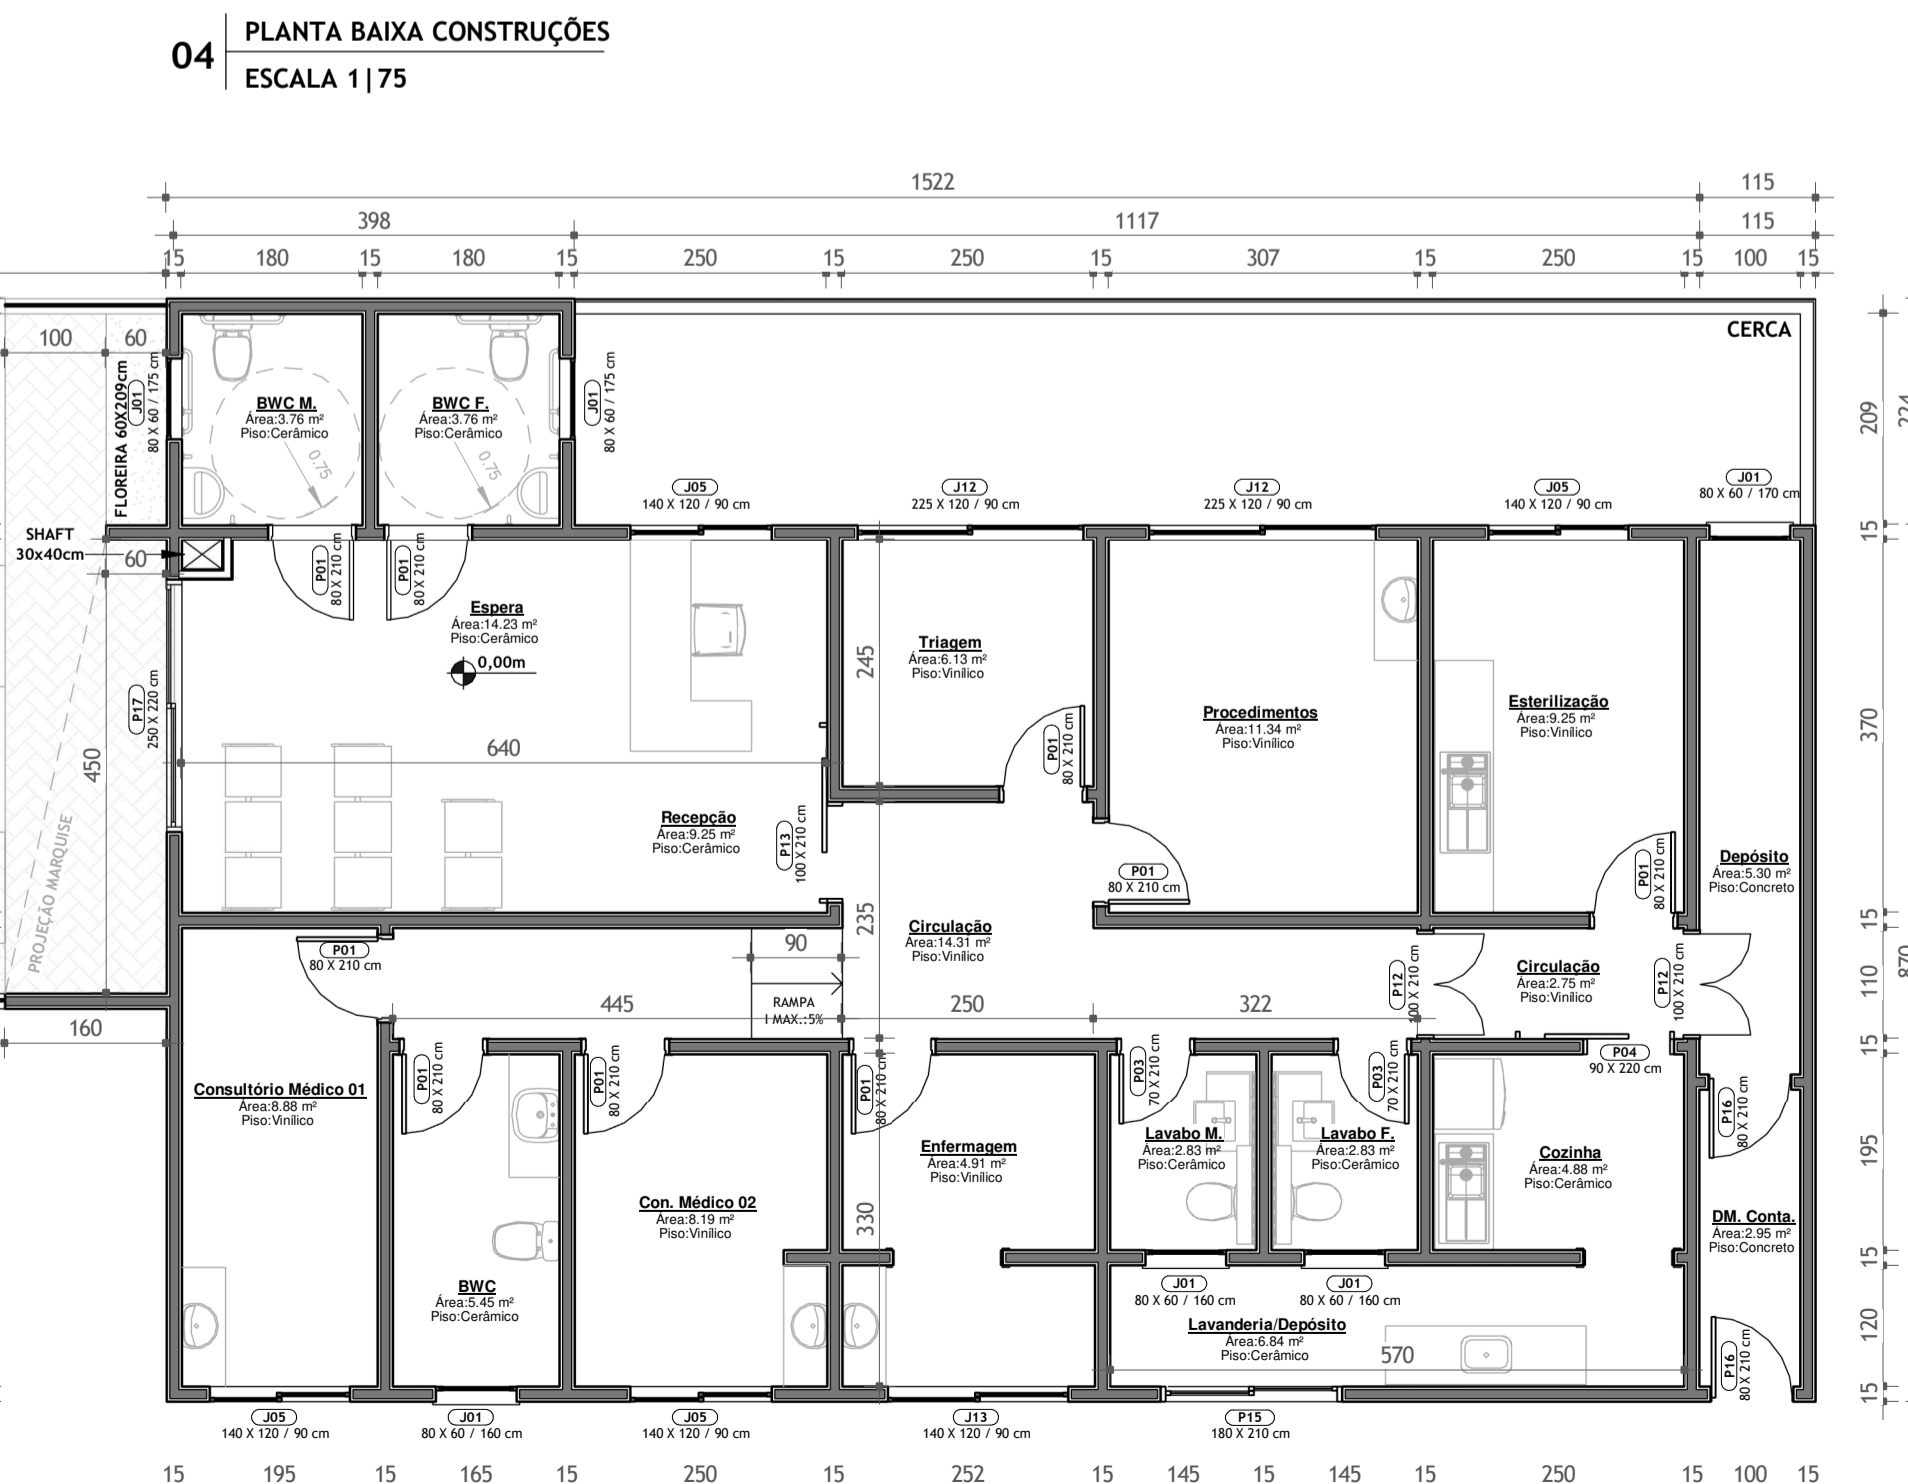 04
PLANTA BAIXA CONSTRUÇÕES
ESCALA 1|75
1522
115
398
1117
115
15
180
15
180
15
250
15
250
15
307
15
250
15
100
15
CERCA
100
60
FLOREIRA 60X209cm
J01
80 X 60 / 175 cm
BWC M.
Área:3.76 m²
Piso:Cerâmico
0.75
BWC F.
Área:3.76 m²
Piso:Cerâmico
0.75
J01
80 X 60 / 175 cm
209
224
J05
140 X 120 / 90 cm
J12
225 X 120 / 90 cm
J12
225 X 120 / 90 cm
J05
140 X 120 / 90 cm
J01
80 X 60 / 170 cm
SHAFT
30x40cm
60
15
P01
80 X 210 cm
P01
80 X 210 cm
Espera
Área:14.23 m²
Piso:Cerâmico
0,00m
245
Triagem
Área:6.13 m²
Piso:Vinílico
P17
250 X 220 cm
450
640
P01
80 X 210 cm
Procedimentos
Área:11.34 m²
Piso:Vinílico
Esterilização
Área:9.25 m²
Piso:Vinílico
370
PROJEÇÃO MARQUISE
Recepção
Área:9.25 m²
Piso:Cerâmico
P13
100 X 210 cm
P01
80 X 210 cm
P01
80 X 210 cm
Depósito
Área:5.30 m²
Piso:Concreto
235
15
P01
80 X 210 cm
90
Circulação
Área:14.31 m²
Piso:Vinílico
P12
100 X 210 cm
Circulação
Área:2.75 m²
Piso:Vinílico
P12
100 X 210 cm
110
870
160
445
RAMPA
I MAX.:5%
250
322
15
P01
80 X 210 cm
P01
80 X 210 cm
P01
80 X 210 cm
P03
70 X 210 cm
P03
70 X 210 cm
P04
90 X 220 cm
P16
80 X 210 cm
Consultório Médico 01
Área:8.88 m²
Piso:Vinílico
Enfermagem
Área:4.91 m²
Piso:Vinílico
Lavabo M.
Área:2.83 m²
Piso:Cerâmico
Lavabo F.
Área:2.83 m²
Piso:Cerâmico
Cozinha
Área:4.88 m²
Piso:Cerâmico
195
Con. Médico 02
Área:8.19 m²
Piso:Vinílico
330
DM. Conta.
Área:2.95 m²
Piso:Concreto
15
BWC
Área:5.45 m²
Piso:Cerâmico
J01
80 X 60 / 160 cm
J01
80 X 60 / 160 cm
Lavanderia/Depósito
Área:6.84 m²
Piso:Cerâmico
570
120
P16
80 X 210 cm
15
J05
140 X 120 / 90 cm
J01
80 X 60 / 160 cm
J05
140 X 120 / 90 cm
J13
140 X 120 / 90 cm
P15
180 X 210 cm
15
195
15
165
15
250
15
252
15
145
15
145
15
250
15
100
15